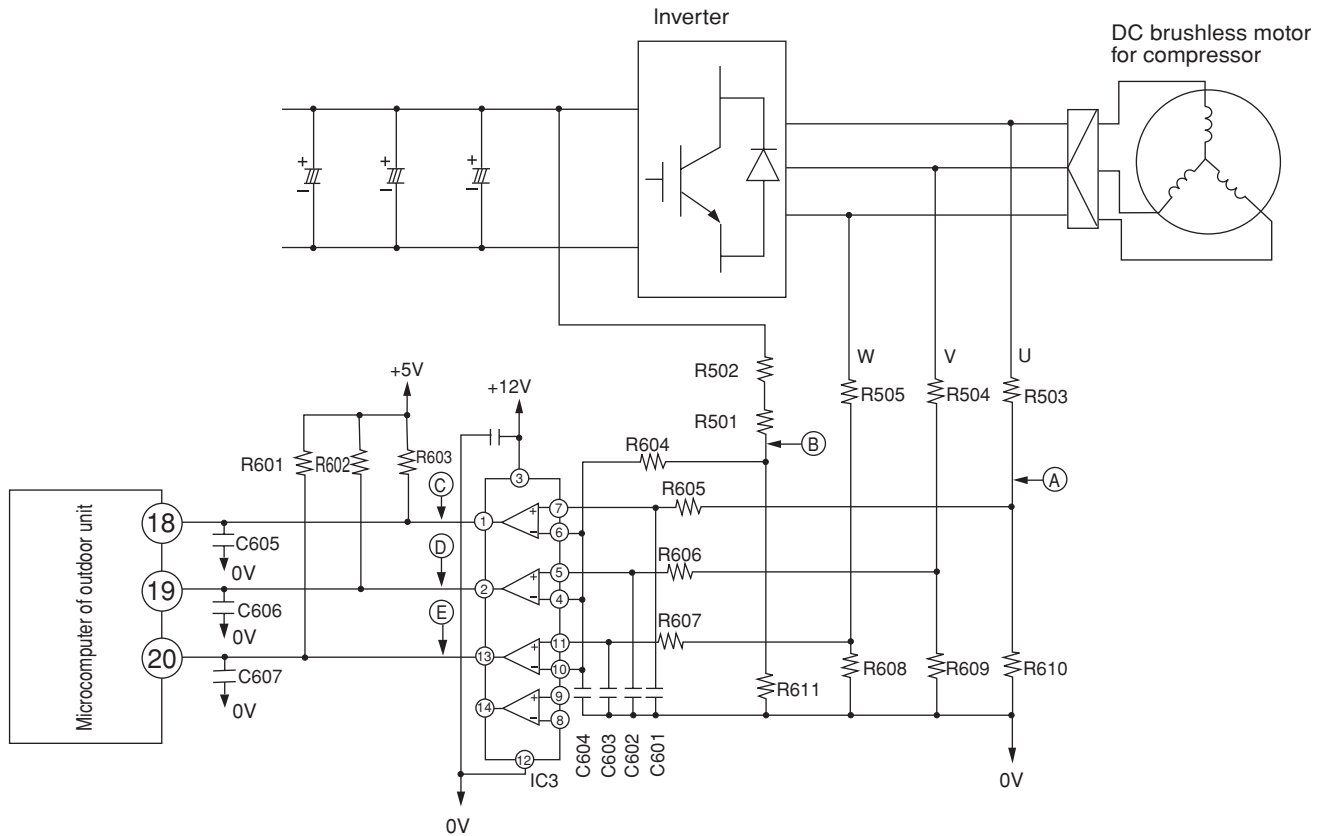 Inverter
DC brushless motor
for compressor
+
−
+
−
+
−
W
V
U
R502
R505
R504
R503
R501
+5V
+12V
B
R604
R601
R602
R603
3
A
C
R605
7
+
18
1
−
6
C605
0V
D
R606
5
+
19
2
−
4
C606
0V
E
R607
11
+
20
13
−
10
C607
0V
R608
R609
R610
R611
9
+
14
−
8
12
IC3
C604
C603
C602
C601
0V
0V
Microcomputer of outdoor unit